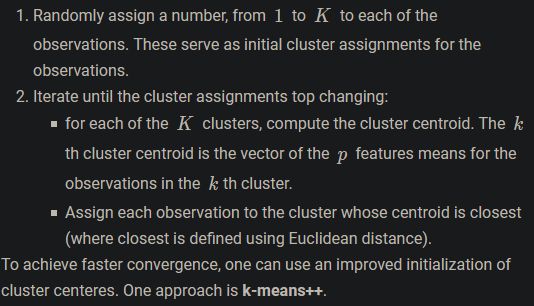 1. Randomly assign a number, from 1 to K to each of the
observations. These serve as initial cluster assignments for the
observations.
2. Iterate until the cluster assignments top changing:
▪ for each of the K clusters, compute the cluster centroid. The k
th cluster centroid is the vector of the p features means for the
observations in the k th cluster.
▪ Assign each observation to the cluster whose centroid is closest
(where closest is defined using Euclidean distance).
To achieve faster convergence, one can use an improved initialization of
cluster centeres. One approach is k-means++.